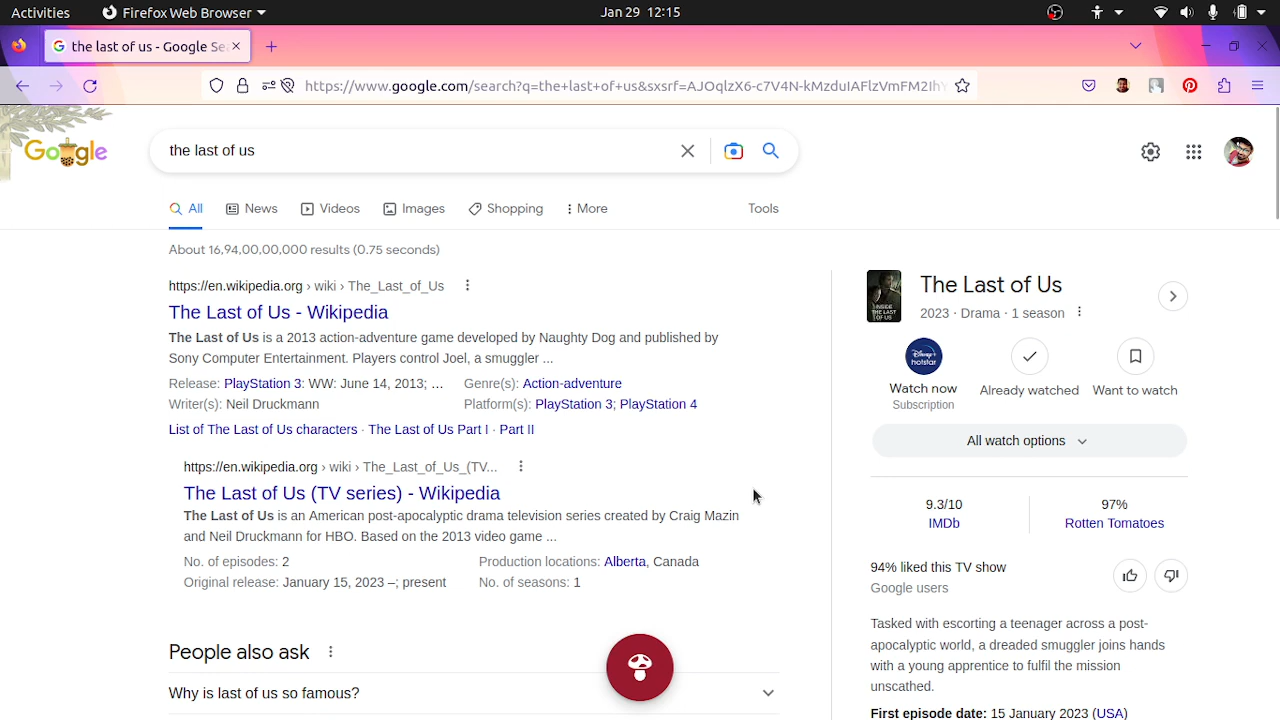 Activities
Firefox Web Browser
Jan 29 12:15
the last of us - Google Se
https://www.google.com/search?q=the+last+of+us&sxsrf=AJOqlzX6-c7V4N-kMzduIAFlzVmFM2IhY
Google
the last of us
All News Videos Images Shopping More Tools
About 16,94,00,00,000 results (0.75 seconds)
https://en.wikipedia.org › wiki › The_Last_of_Us
The Last of Us - Wikipedia
The Last of Us is a 2013 action-adventure game developed by Naughty Dog and published by
Sony Computer Entertainment. Players control Joel, a smuggler ...
Release: PlayStation 3: WW: June 14, 2013; ... Genre(s): Action-adventure
Writer(s): Neil Druckmann Platform(s): PlayStation 3; PlayStation 4
List of The Last of Us characters · The Last of Us Part I · Part II
https://en.wikipedia.org › wiki › The_Last_of_Us_(TV...
The Last of Us (TV series) - Wikipedia
The Last of Us is an American post-apocalyptic drama television series created by Craig Mazin
and Neil Druckmann for HBO. Based on the 2013 video game ...
No. of episodes: 2 Production locations: Alberta, Canada
Original release: January 15, 2023 –; present No. of seasons: 1
People also ask
Why is last of us so famous?
INSIDE
THE LAST
OF US
The Last of Us
2023 · Drama · 1 season
Disney+
hotstar
Watch now
Subscription
Already watched
Want to watch
All watch options
9.3/10
IMDb
97%
Rotten Tomatoes
94% liked this TV show
Google users
Tasked with escorting a teenager across a post-
apocalyptic world, a dreaded smuggler joins hands
with a young apprentice to fulfil the mission
unscathed.
First episode date: 15 January 2023 (USA)